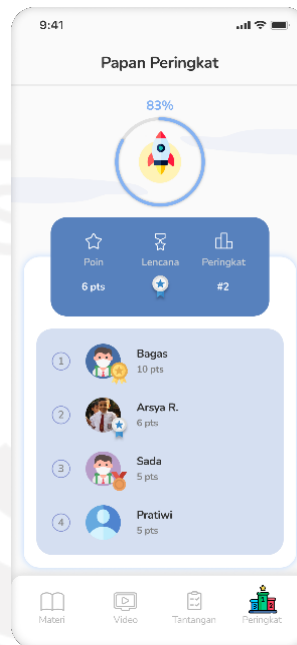 9:41
Papan Peringkat
83%
Poin Lencana Peringkat
6 pts #2
1 Bagas
10 pts
2 Arsya R.
6 pts
3 Sada
5 pts
4 Pratiwi
5 pts
Materi Video Tantangan Peringkat